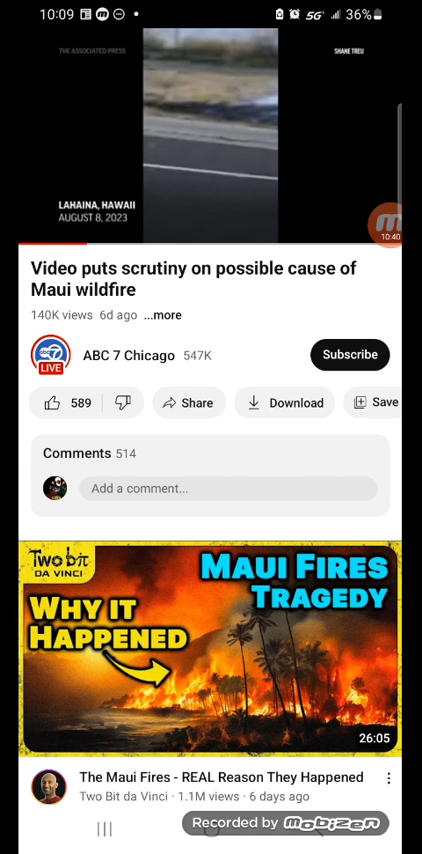 10:09 5G 36%
THE ASSOCIATED PRESS
SHANE TREU
LAHAINA, HAWAII
AUGUST 8, 2023
10:40
Video puts scrutiny on possible cause of
Maui wildfire
140K views 6d ago ...more
LIVE
ABC 7 Chicago 547K
Subscribe
589
Share
Download
Save
Comments 514
Add a comment...
Two bit
DA VINCI
MAUI FIRES
TRAGEDY
WHY IT
HAPPENED
26:05
The Maui Fires - REAL Reason They Happened
Two Bit da Vinci · 1.1M views · 6 days ago
Recorded by mobizen